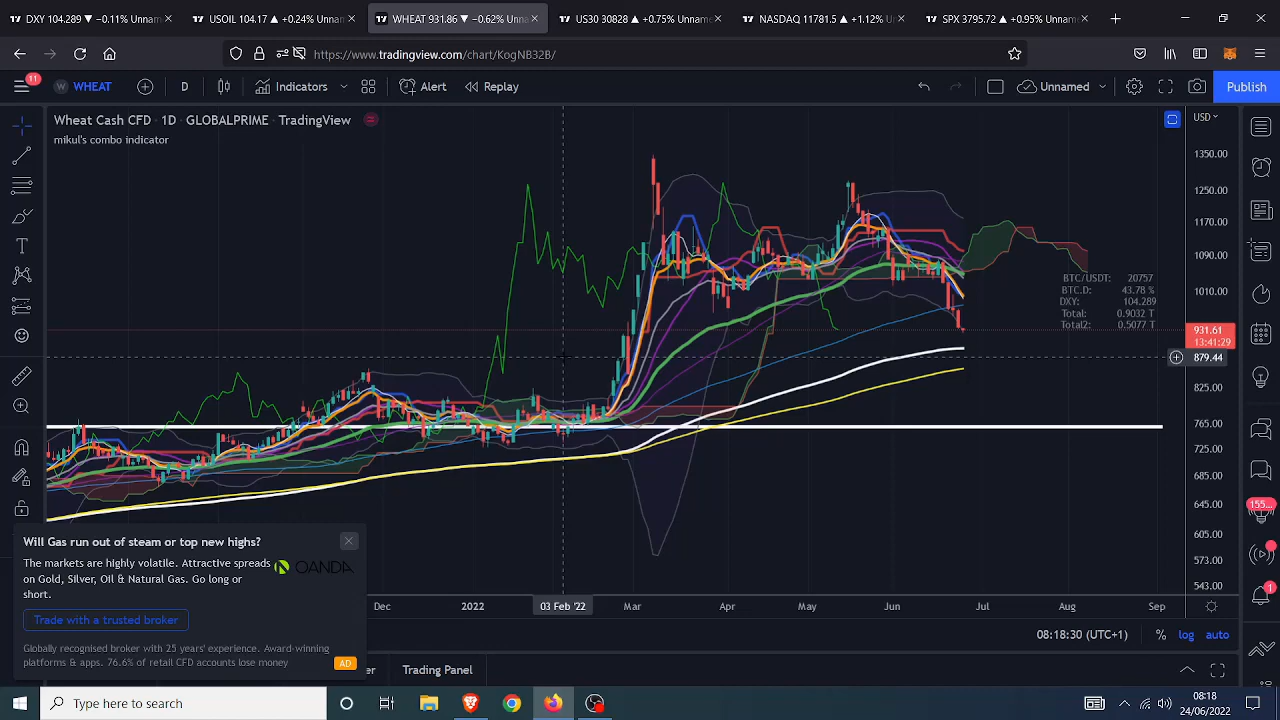 DXY 104.289 ▲ +0.24% Unname
USOIL 104.17 ▲ +0.31% Unname
WHEAT 931.86 ▼ −0.62% Unna
US30 30828 ▲ +0.75% Unname
NASDAQ 11781.5 ▲ +1.12% Un
SPX 3795.72 ▲ +0.95% Unnam
https://www.tradingview.com/chart/KogNB32B/
11
W WHEAT
D
Indicators
Alert
Replay
Unnamed
Publish
Wheat Cash CFD · 1D · GLOBALPRIME · TradingView
mikul's combo indicator
USD
1350.00
1250.00
1170.00
1090.00
1010.00
BTC/USDT: 20757
BTC.D: 43.78 %
DXY: 104.289
Total: 0.9032 T
Total2: 0.5077 T
931.61
13:41:29
879.44
825.00
765.00
725.00
685.00
645.00
605.00
573.00
543.00
155...
1
Will Gas run out of steam or top new highs?
The markets are highly volatile. Attractive spreads
on Gold, Silver, Oil & Natural Gas. Go long or
short.
OANDA
Trade with a trusted broker
Globally recognised broker with 25 years' experience. Award-winning
platforms & apps. 76.6% of retail CFD accounts lose money
AD
Dec
2022
03 Feb '22
Mar
Apr
May
Jun
Jul
Aug
Sep
08:18:30 (UTC+1)
%
log
auto
er
Trading Panel
Type here to search
08:18
24/06/2022